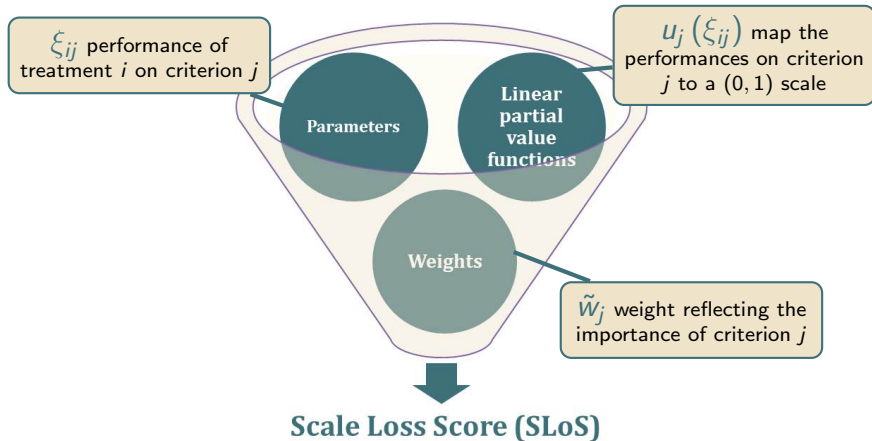 ξᵢⱼ performance of
treatment i on criterion j
uⱼ (ξᵢⱼ) map the
performances on criterion
j to a (0, 1) scale
Parameters
Linear
partial
value
functions
Weights
w̃ⱼ weight reflecting the
importance of criterion j
Scale Loss Score (SLoS)